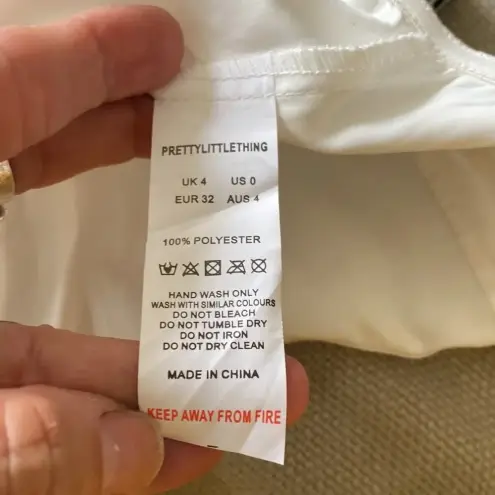 PRETTYLITTLETHING
UK 4 US 0
EUR 32 AUS 4
100% POLYESTER
HAND WASH ONLY
WASH WITH SIMILAR COLOURS
DO NOT BLEACH
DO NOT TUMBLE DRY
DO NOT IRON
DO NOT DRY CLEAN
MADE IN CHINA
KEEP AWAY FROM FIRE